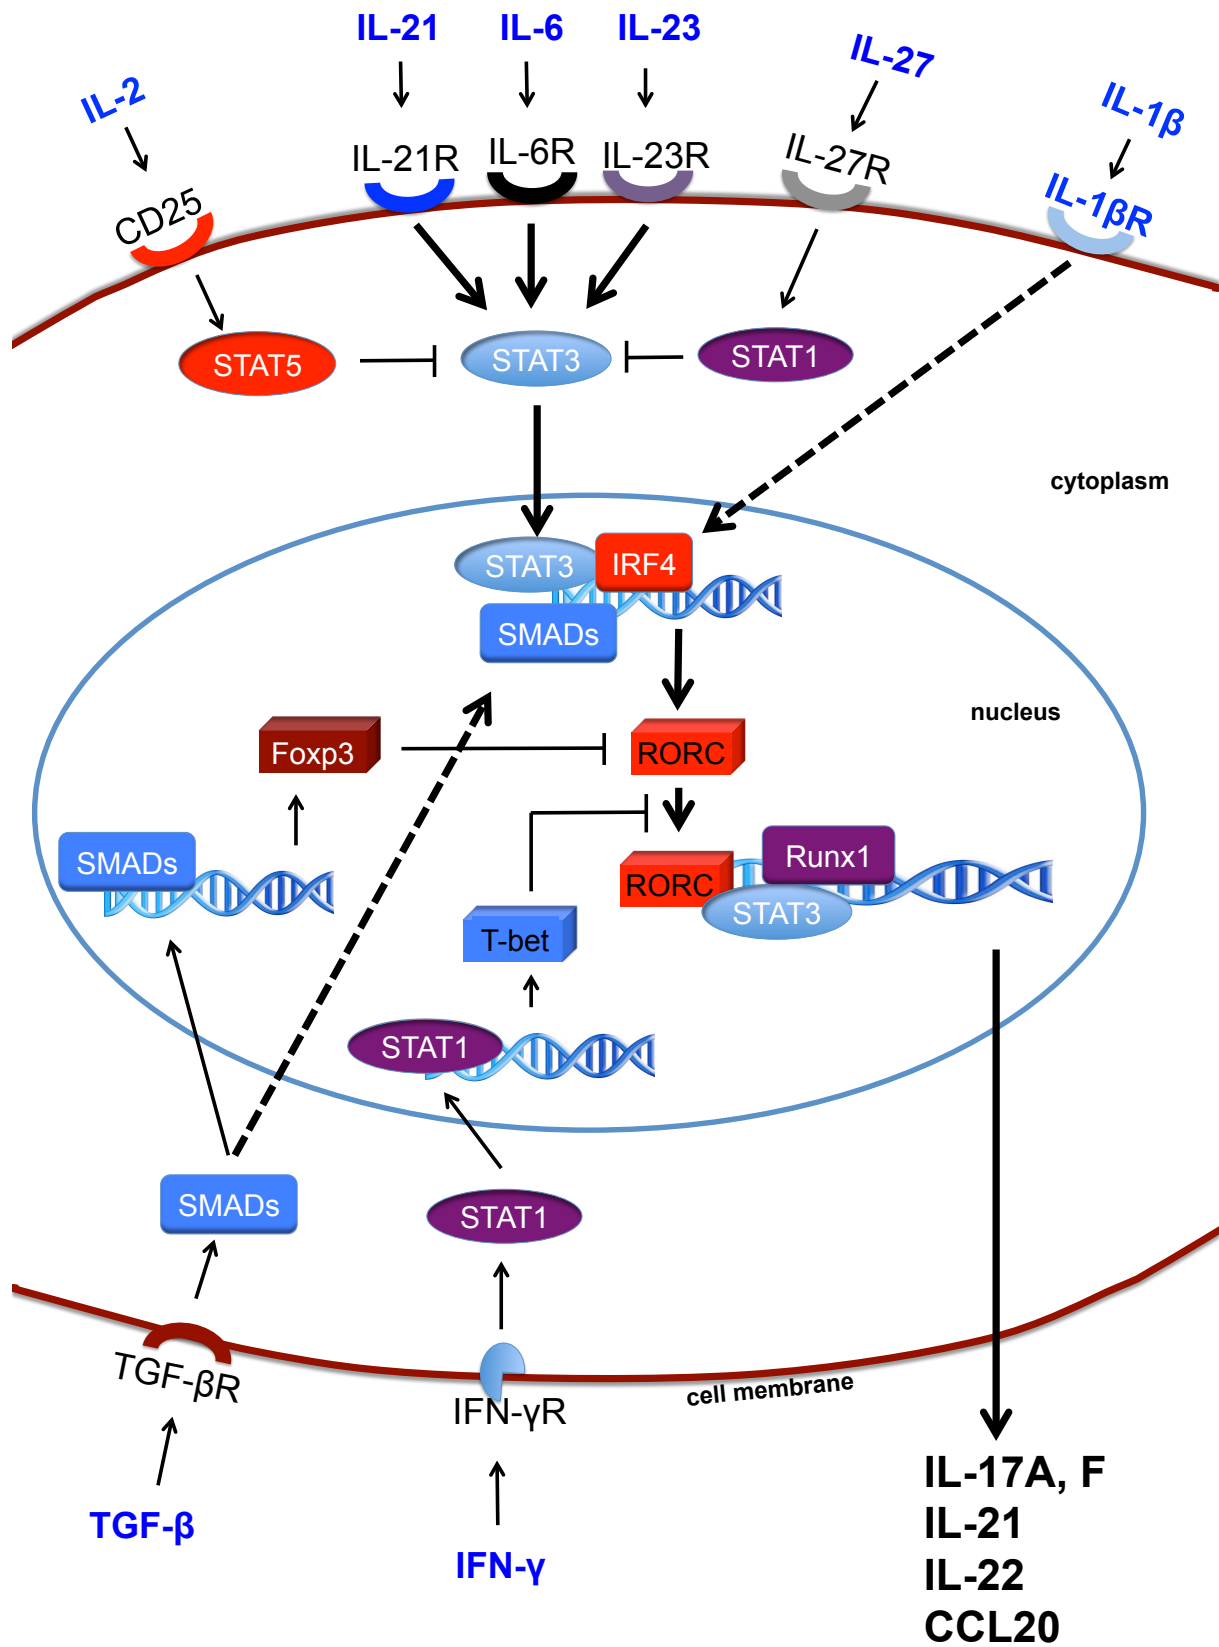 IL-21
IL-6
IL-23
IL-27
IL-2
IL-1β
IL-21R
IL-6R
IL-23R
IL-27R
CD25
IL-1βR
STAT5
STAT3
STAT1
cytoplasm
STAT3
IRF4
SMADs
nucleus
Foxp3
RORC
SMADs
Runx1
RORC
STAT3
T-bet
STAT1
SMADs
STAT1
TGF-βR
IFN-γR
cell membrane
TGF-β
IFN-γ
IL-17A, F
IL-21
IL-22
CCL20